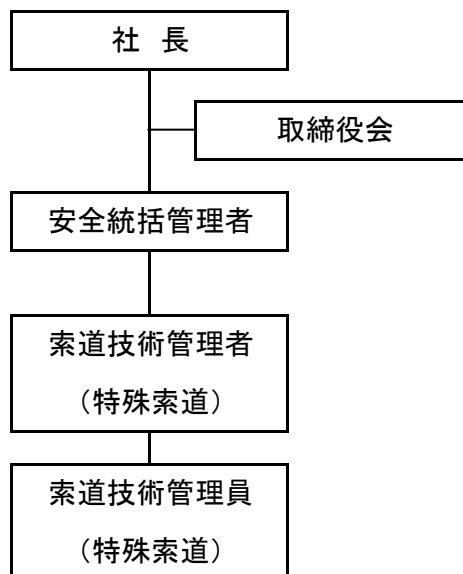 社 長
取締役会
安全統括管理者
索道技術管理者
（特殊索道）
索道技術管理員
（特殊索道）